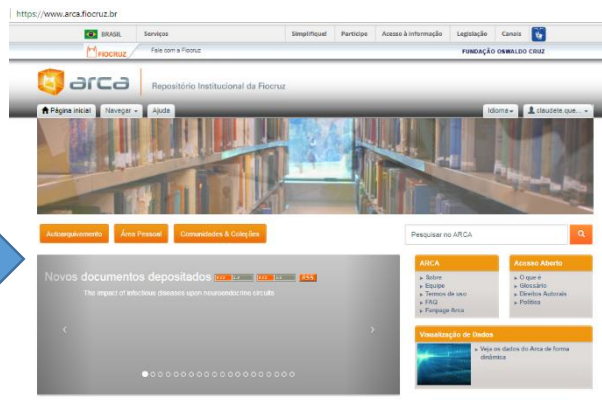 https://www.arca.fiocruz.br
BRASIL Serviços Simplifique! Participe Acesso à informação Legislação Canais
FIOCRUZ Fale com a Fiocruz FUNDAÇÃO OSWALDO CRUZ
arca Repositório Institucional da Fiocruz
Página inicial Navegar Ajuda Idioma claudete.que...
Autoarquivamento Área Pessoal Comunidades & Coleções Pesquisar no ARCA
Novos documentos depositados RSS
The impact of infectious diseases upon neuroendocrine circuits
ARCA
Sobre
Equipe
Termos de uso
FAQ
Fanpage Arca
Acesso Aberto
O que é
Glossário
Direitos Autorais
Política
Visualização de Dados
Veja os dados do Arca de forma
dinâmica